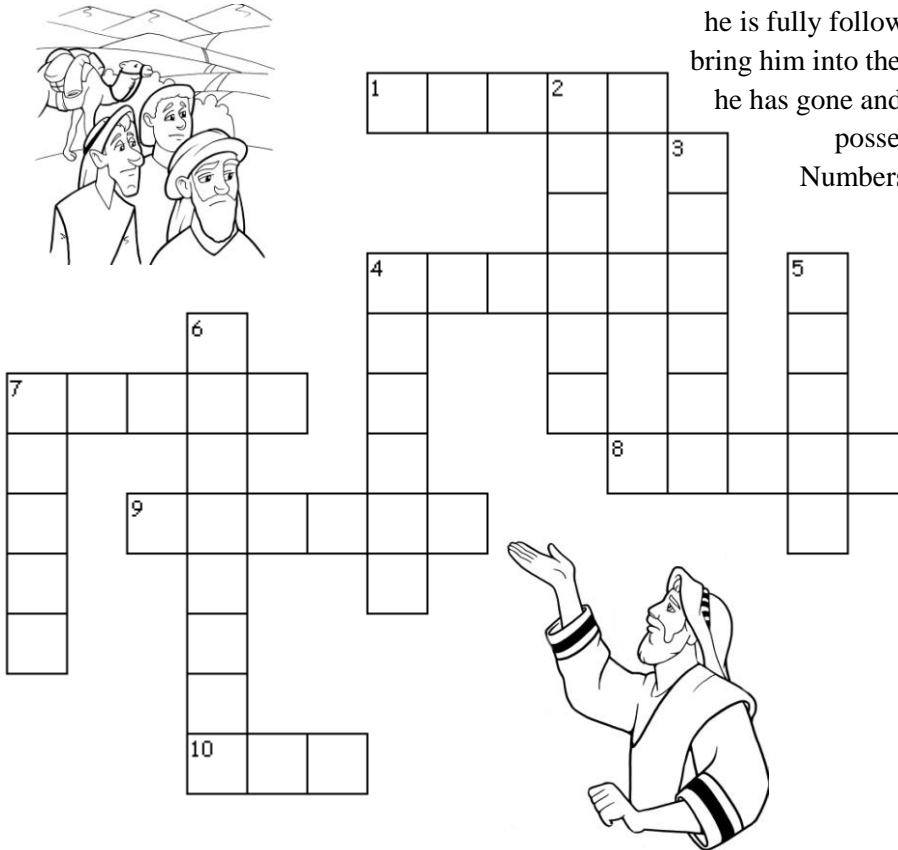 he is fully follow
bring him into the
he has gone and
posse
Numbers
1 2
3
4 5
6
7
8
9
10